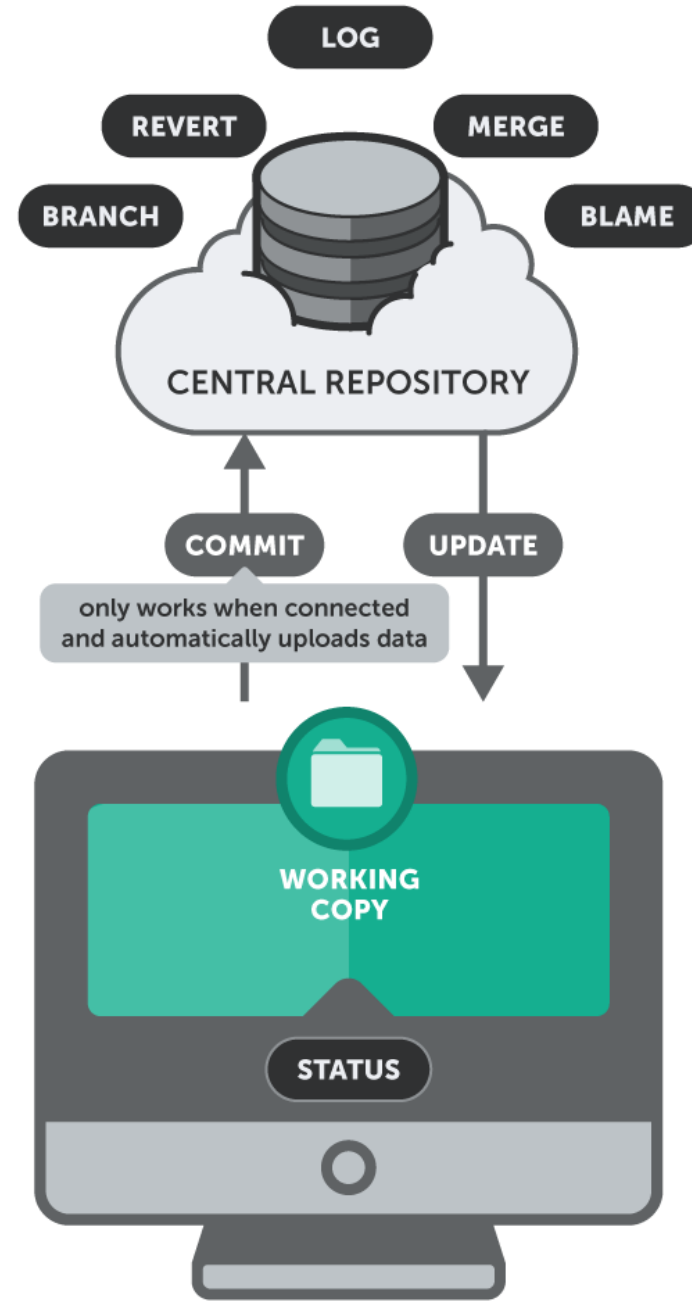 LOG
REVERT
MERGE
BRANCH
BLAME
CENTRAL REPOSITORY
COMMIT
UPDATE
only works when connected
and automatically uploads data
WORKING
COPY
STATUS